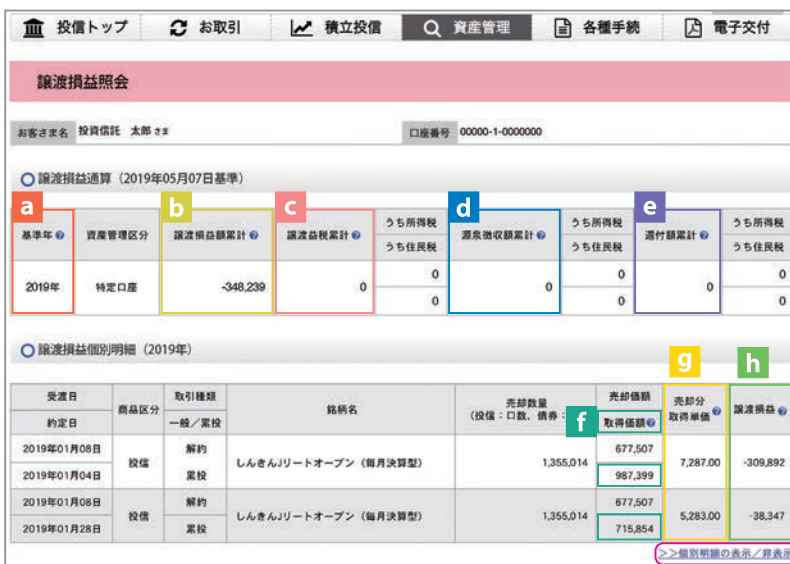 投信トップ お取引 積立投信 資産管理 各種手続 電子交付
譲渡損益照会
お客さま名 投資信託 太郎 さま 口座番号 00000-1-0000000
譲渡損益通算(2019年05月07日基準)
a b c d e
基準年 資産管理区分 譲渡損益額累計 譲渡益税累計 うち所得税 源泉徴収額累計 うち所得税 還付額累計 うち所得税
うち住民税 うち住民税 うち住民税
2019年 特定口座 -348,239 0 0 0 0 0 0
0 0 0
譲渡損益個別明細(2019年)
g h
受渡日 商品区分 取引種類 銘柄名 売却数量 売却価額 売却分 譲渡損益
約定日 一般/累投 (投信:口数、債券: f 取得価額 取得単価
2019年01月08日 投信 解約 しんきんJリートオープン(毎月決算型) 1,355,014 677,507 7,287.00 -309,892
2019年01月04日 累投 987,399
2019年01月08日 投信 解約 しんきんJリートオープン(毎月決算型) 1,355,014 677,507 5,283.00 -38,347
2019年01月28日 累投 715,854
>>個別明細の表示/非表示